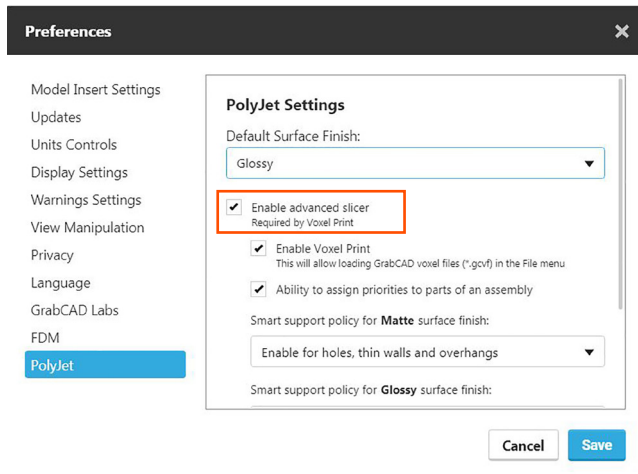 Preferences
Model Insert Settings
Updates
Units Controls
Display Settings
Warnings Settings
View Manipulation
Privacy
Language
GrabCAD Labs
FDM
PolyJet
PolyJet Settings
Default Surface Finish:
Glossy
Enable advanced slicer
Required by Voxel Print
Enable Voxel Print
This will allow loading GrabCAD voxel files (*.gcvf) in the File menu
Ability to assign priorities to parts of an assembly
Smart support policy for Matte surface finish:
Enable for holes, thin walls and overhangs
Smart support policy for Glossy surface finish:
Cancel
Save